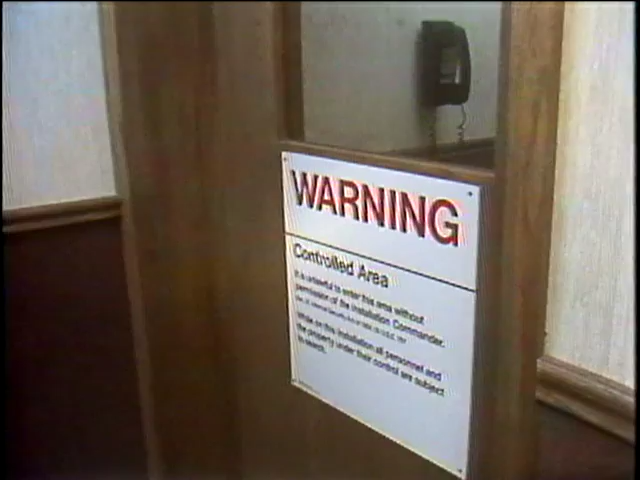 WARNING
Controlled Area
It is unlawful to enter this area without
permission of the Installation Commander.
While on this installation all personnel and
the property under their control are subject
to search.